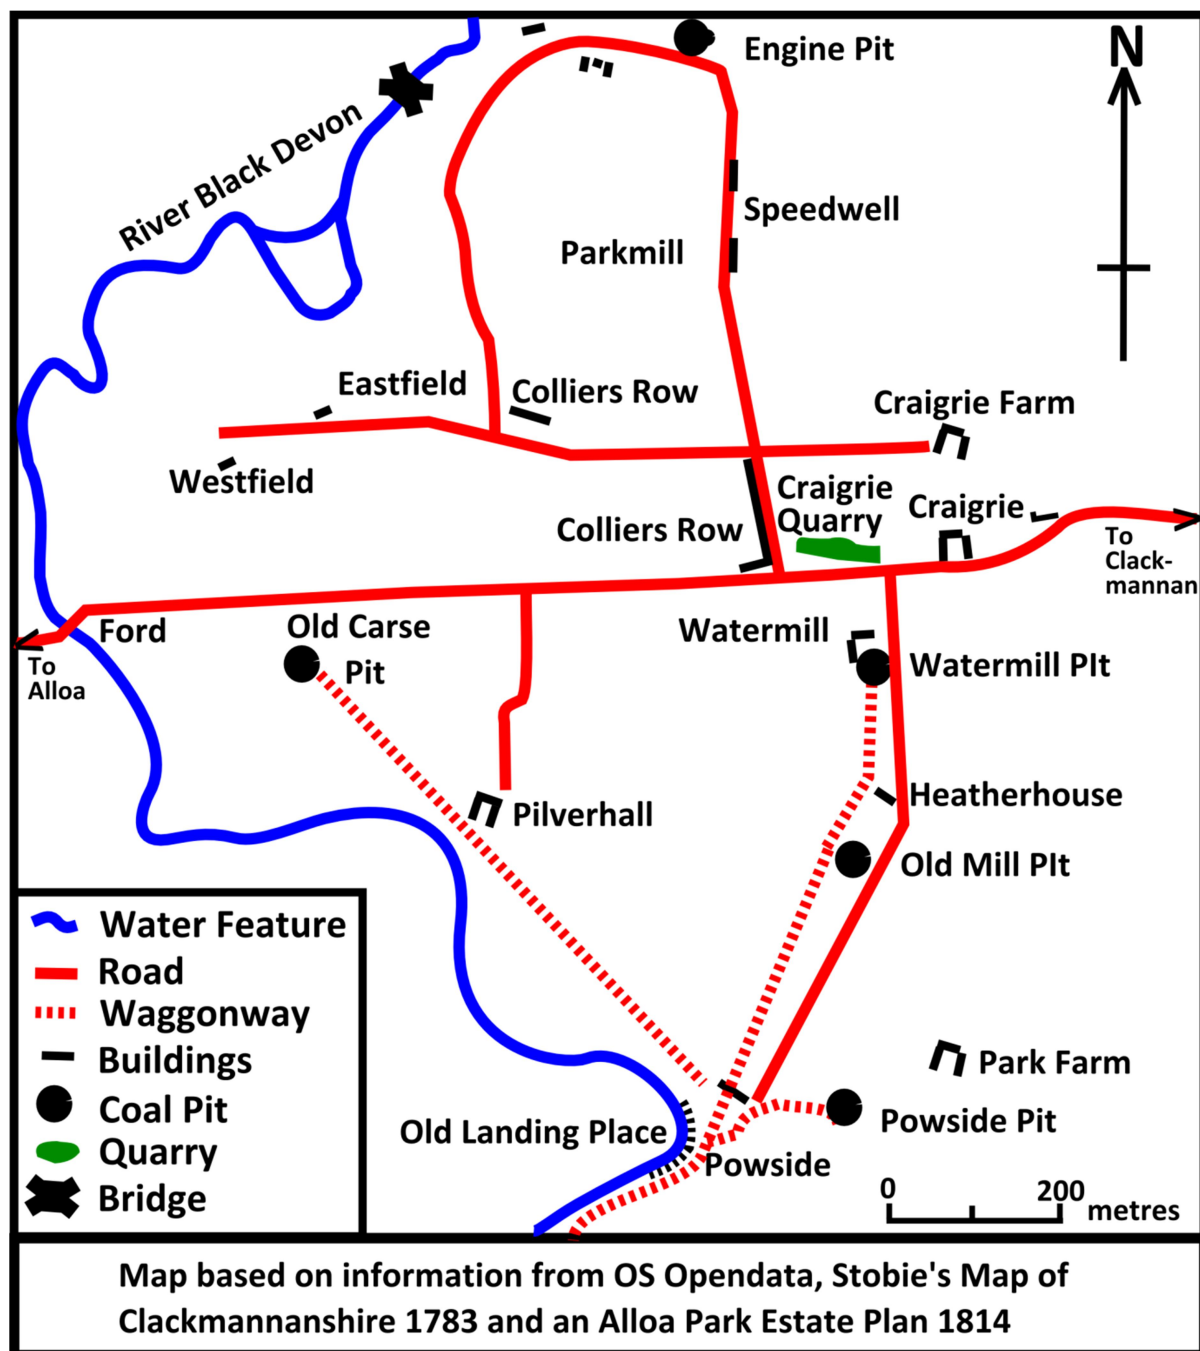 Engine Pit
N
River Black Devon
Speedwell
Parkmill
Eastfield
Colliers Row
Craigrie Farm
Westfield
Craigrie
Quarry
Craigrie
Colliers Row
To
Clack-
mannan
Ford
To
Alloa
Old Carse
Pit
Watermill
Watermill PIt
Heatherhouse
Pilverhall
Old Mill PIt
Water Feature
Road
Waggonway
Buildings
Coal Pit
Quarry
Bridge
Park Farm
Powside Pit
Old Landing Place
Powside
0 200
metres
Map based on information from OS Opendata, Stobie's Map of
Clackmannanshire 1783 and an Alloa Park Estate Plan 1814